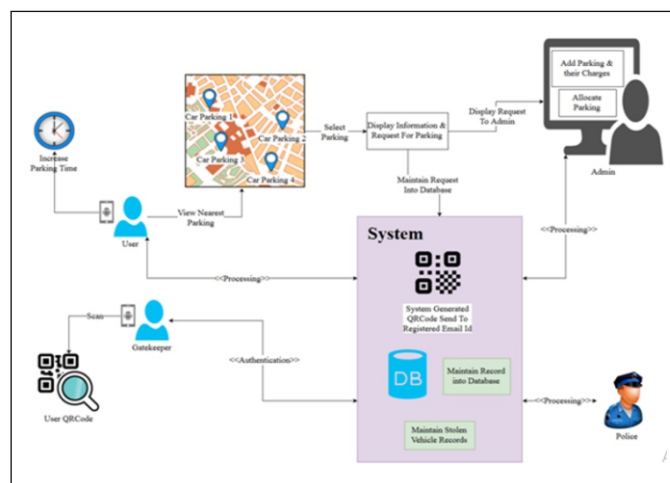 Add Parking &
their Charges
Allocate
Parking
Admin
Car Parking 1
Car Parking 2
Car Parking 3
Car Parking 4
Select
Parking
Display Information &
Request For Parking
Display Request
To Admin
Increase
Parking Time
User
View Nearest
Parking
Maintain Request
Into Database
<<Processing>>
System
<<Processing>>
System Generated
QRCode Send To
Registered Email Id
Scan
Gatekeeper
<<Authentication>>
User QRCode
DB
Maintain Record
into Database
Maintain Stolen
Vehicle Records
<<Processing>>
Police
A